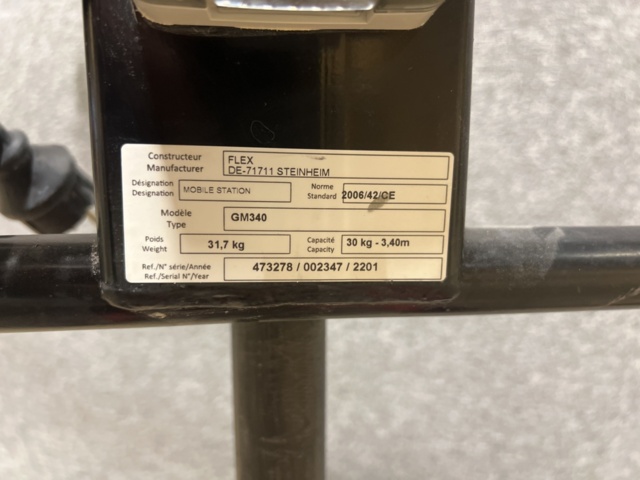 Constructeur
Manufacturer
FLEX
DE-71711 STEINHEIM
Désignation
Designation
MOBILE STATION
Norme
Standard
2006/42/CE
Modèle
Type
GM340
Poids
Weight
31,7 kg
Capacité
Capacity
30 kg - 3,40m
Ref./N° série/Année
Ref./Serial N°/Year
473278 / 002347 / 2201